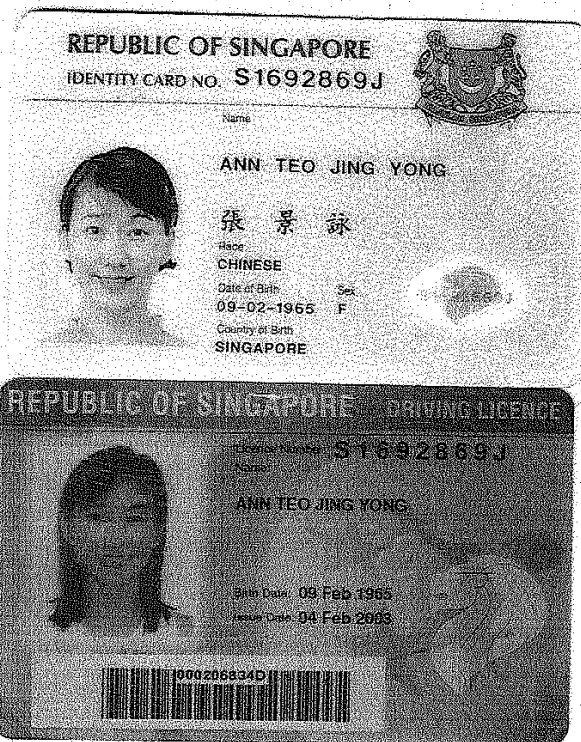 REPUBLIC OF SINGAPORE
IDENTITY CARD NO. S1692869J
Name
ANN TEO JING YONG
張 景 詠
Race
CHINESE
Date of Birth Sex
09-02-1965 F
Country of Birth
SINGAPORE
REPUBLIC OF SINGAPORE DRIVING LICENCE
Licence Number S1692869J
Name
ANN TEO JING YONG
Birth Date: 09 Feb 1965
Issue Date: 04 Feb 2003
000206834D